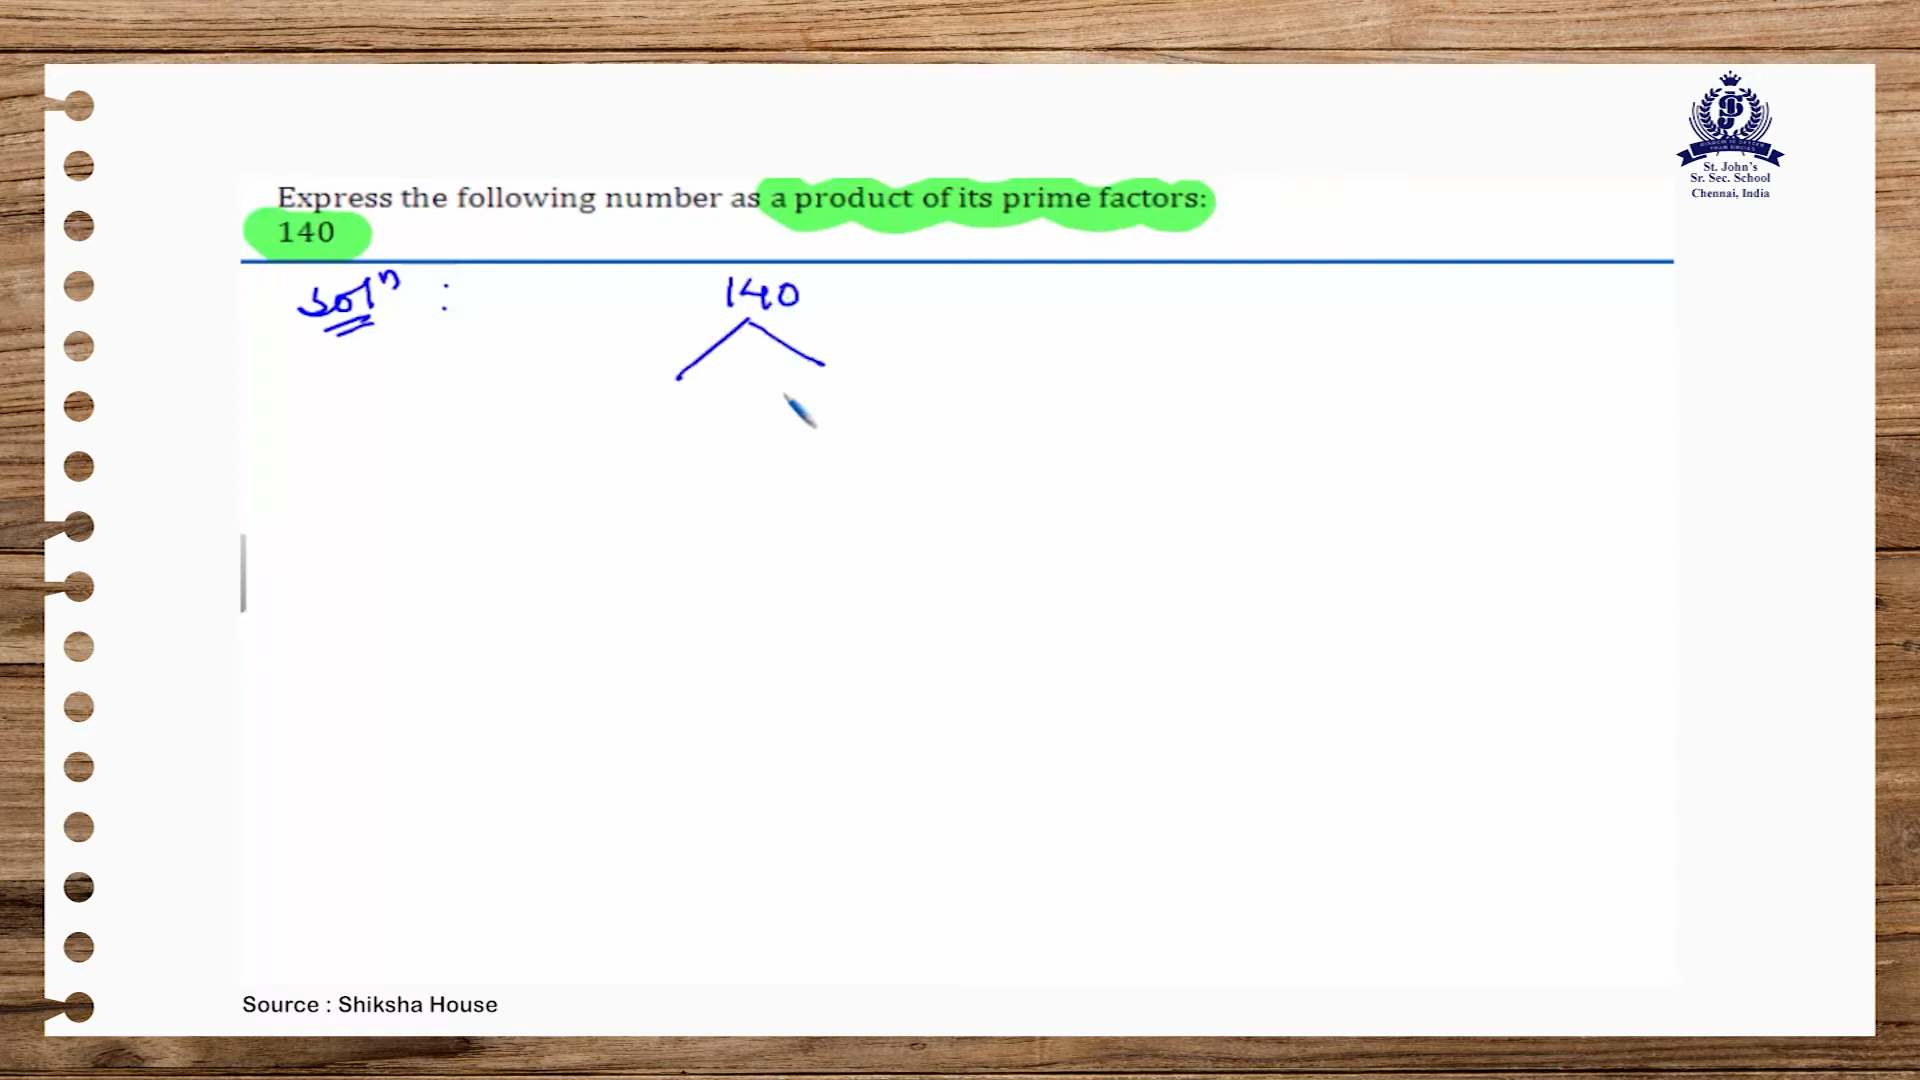 St. John's
Sr. Sec. School
Chennai, India
Express the following number as a product of its prime factors:
140
Solⁿ : 140
Source : Shiksha House